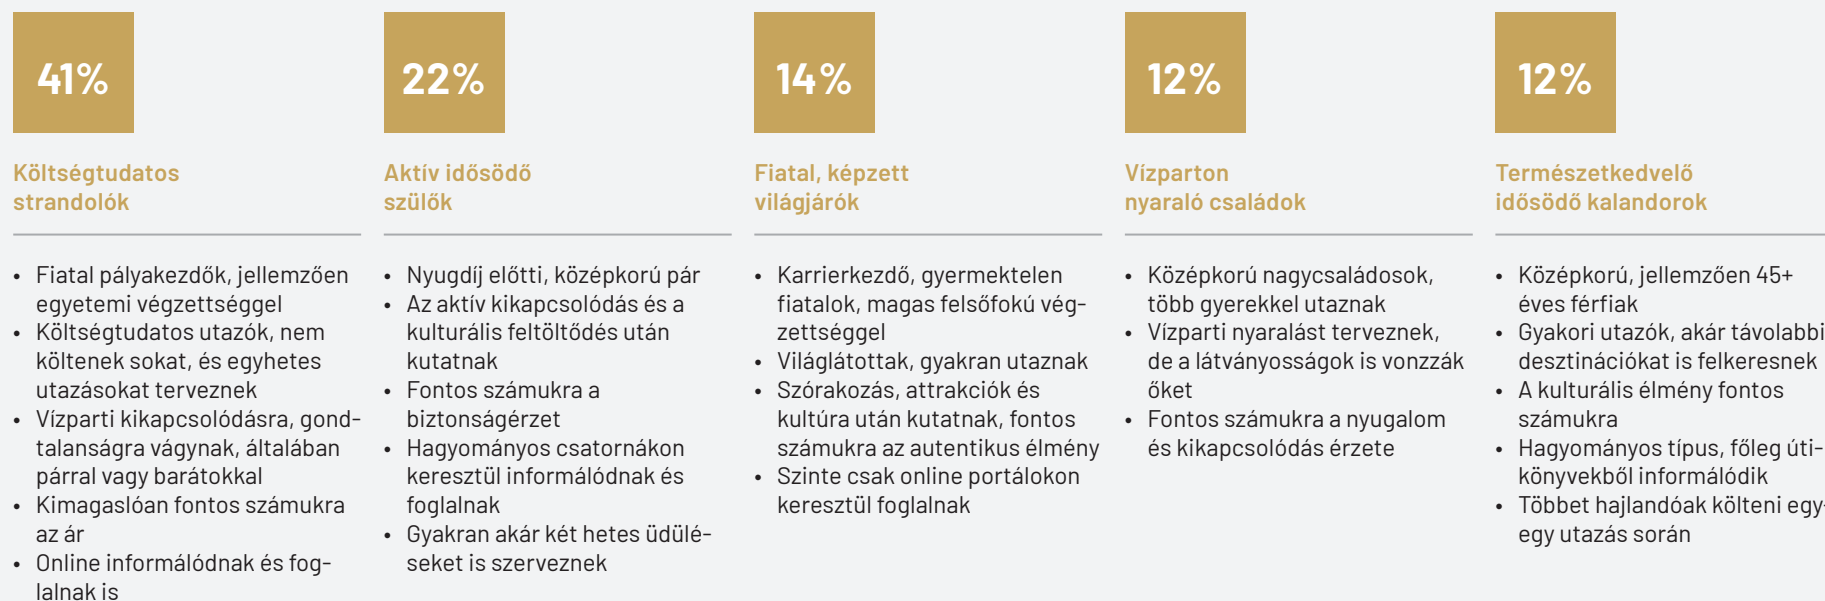 41%
Költségtudatos
strandolók
• Fiatal pályakezdők, jellemzően
egyetemi végzettséggel
• Költségtudatos utazók, nem
költenek sokat, és egyhetes
utazásokat terveznek
• Vízparti kikapcsolódásra, gond-
talanságra vágynak, általában
párral vagy barátokkal
• Kimagaslóan fontos számukra
az ár
• Online informálódnak és fog-
lalnak is
22%
Aktív idősödő
szülők
• Nyugdíj előtti, középkorú pár
• Az aktív kikapcsolódás és a
kulturális feltöltődés után
kutatnak
• Fontos számukra a
biztonságérzet
• Hagyományos csatornákon
keresztül informálódnak és
foglalnak
• Gyakran akár két hetes üdülé-
seket is szerveznek
14%
Fiatal, képzett
világjárók
• Karrierkezdő, gyermektelen
fiatalok, magas felsőfokú vég-
zettséggel
• Világlátottak, gyakran utaznak
• Szórakozás, attrakciók és
kultúra után kutatnak, fontos
számukra az autentikus élmény
• Szinte csak online portálokon
keresztül foglalnak
12%
Vízparton
nyaraló családok
• Középkorú nagycsaládosok,
több gyerekkel utaznak
• Vízparti nyaralást terveznek,
de a látványosságok is vonzzák
őket
• Fontos számukra a nyugalom
és kikapcsolódás érzete
12%
Természetkedvelő
idősödő kalandorok
• Középkorú, jellemzően 45+
éves férfiak
• Gyakori utazók, akár távolabbi
desztinációkat is felkeresnek
• A kulturális élmény fontos
számukra
• Hagyományos típus, főleg úti-
könyvekből informálódik
• Többet hajlandóak költeni egy-
egy utazás során